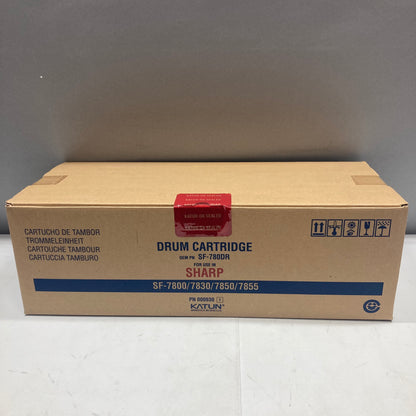 CARTUCHO DE TAMBOR
TROMMELEINHEIT
CARTOUCHE TAMBOUR
CARTUCCIA TAMBURO
DRUM CARTRIDGE
OEM PN SF-780DR
FOR USE IN
SHARP
SF-7800/7830/7850/7855
KATUN